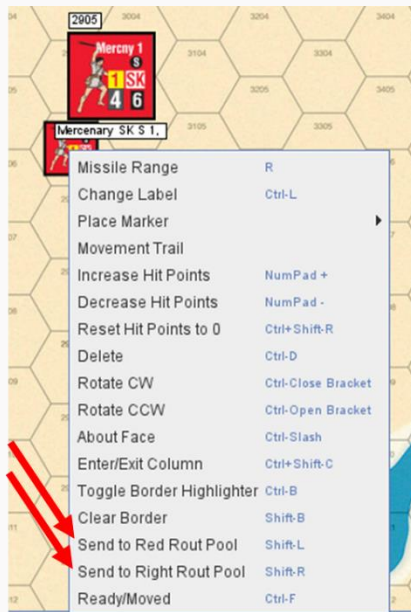 2905
3004
3204
3404
Mercny 1
S
1 SK
4 6
3104
3304
3205
3405
Mercenary SK S 1,
3105
3305
Missile Range R
Change Label Ctrl-L
Place Marker
Movement Trail
Increase Hit Points NumPad +
Decrease Hit Points NumPad -
Reset Hit Points to 0 Ctrl+Shift-R
Delete Ctrl-D
Rotate CW Ctrl-Close Bracket
Rotate CCW Ctrl-Open Bracket
About Face Ctrl-Slash
Enter/Exit Column Ctrl+Shift-C
Toggle Border Highlighter Ctrl-B
Clear Border Shift-B
Send to Red Rout Pool Shift-L
Send to Right Rout Pool Shift-R
Ready/Moved Ctrl-F